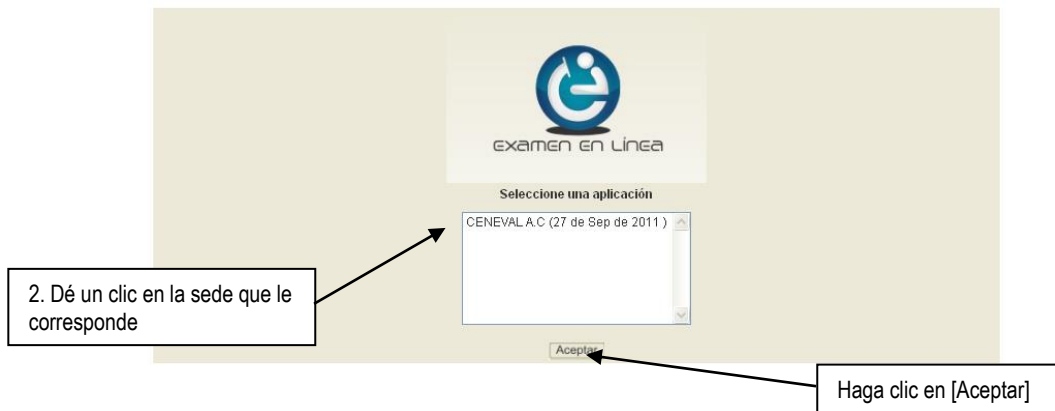 examen en línea
Seleccione una aplicación
CENEVAL A.C (27 de Sep de 2011 )
2. Dé un clic en la sede que le
corresponde
Aceptar
Haga clic en [Aceptar]